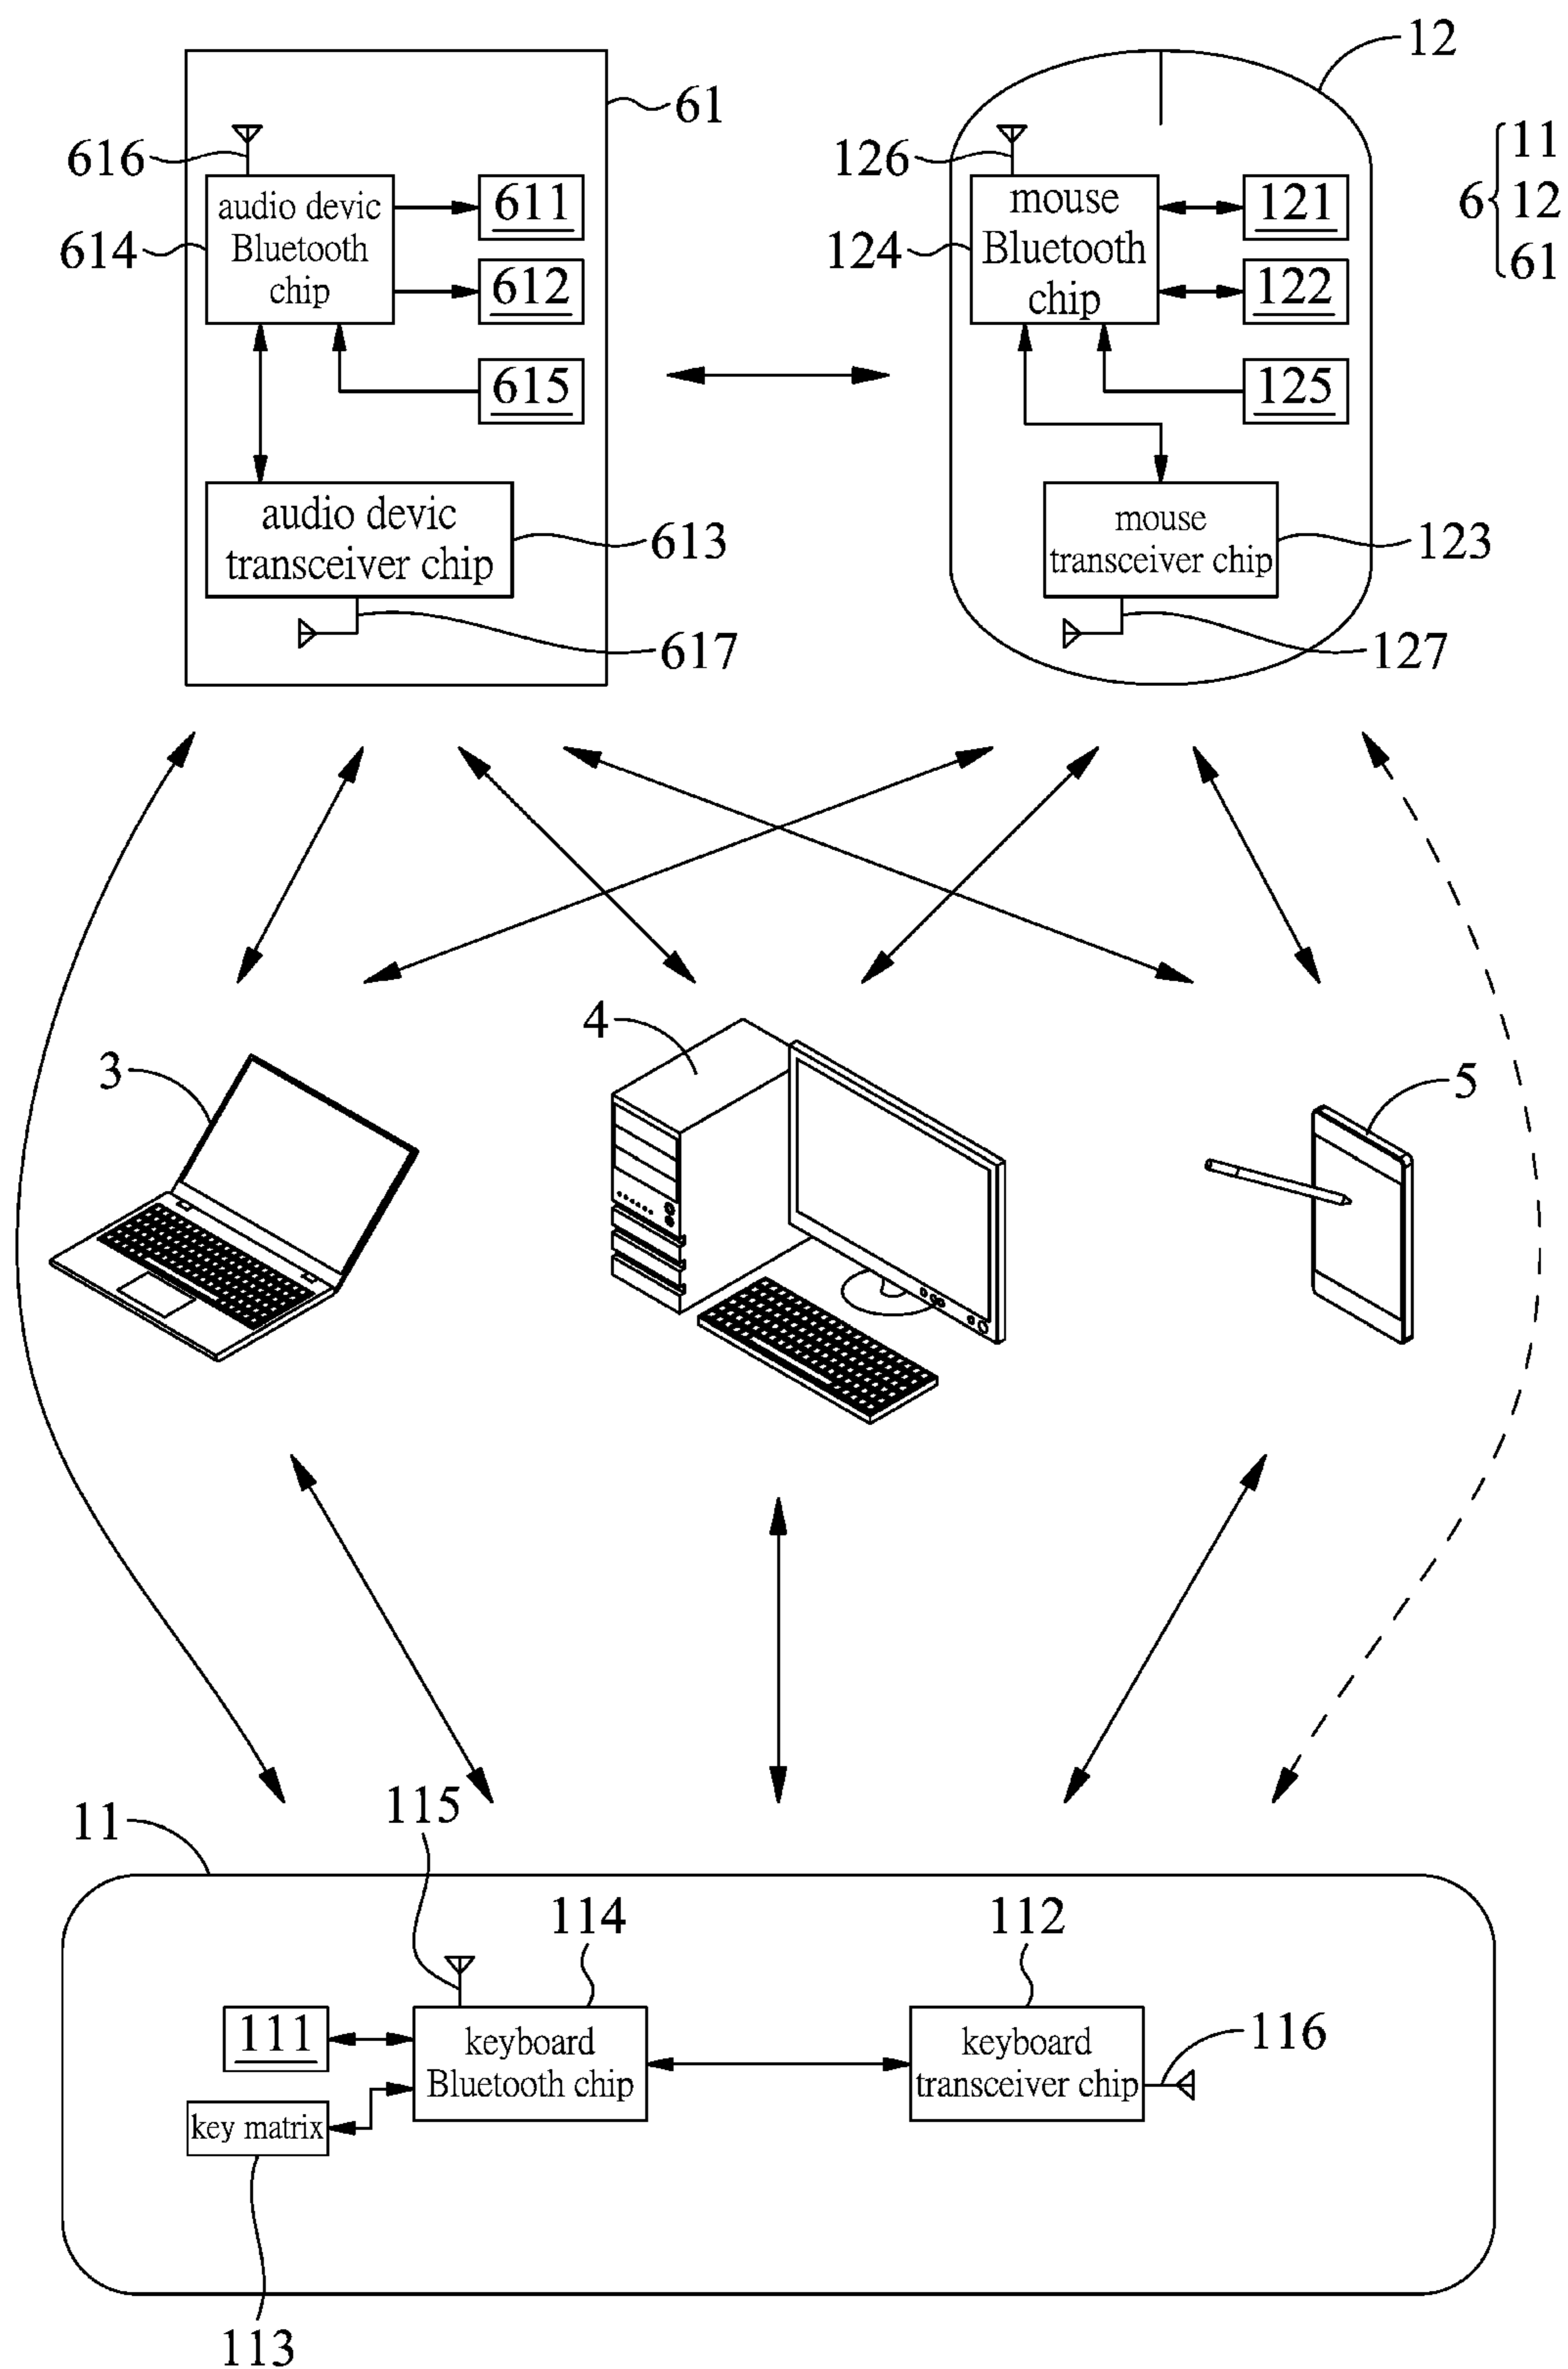 12
61
11
6
12
61
616
126
audio devic
Bluetooth
chip
611
mouse
Bluetooth
chip
121
614
612
124
122
615
125
audio devic
transceiver chip
613
mouse
transceiver chip
123
617
127
4
3
5
115
11
114
112
111
keyboard
Bluetooth chip
keyboard
transceiver chip
116
key matrix
113